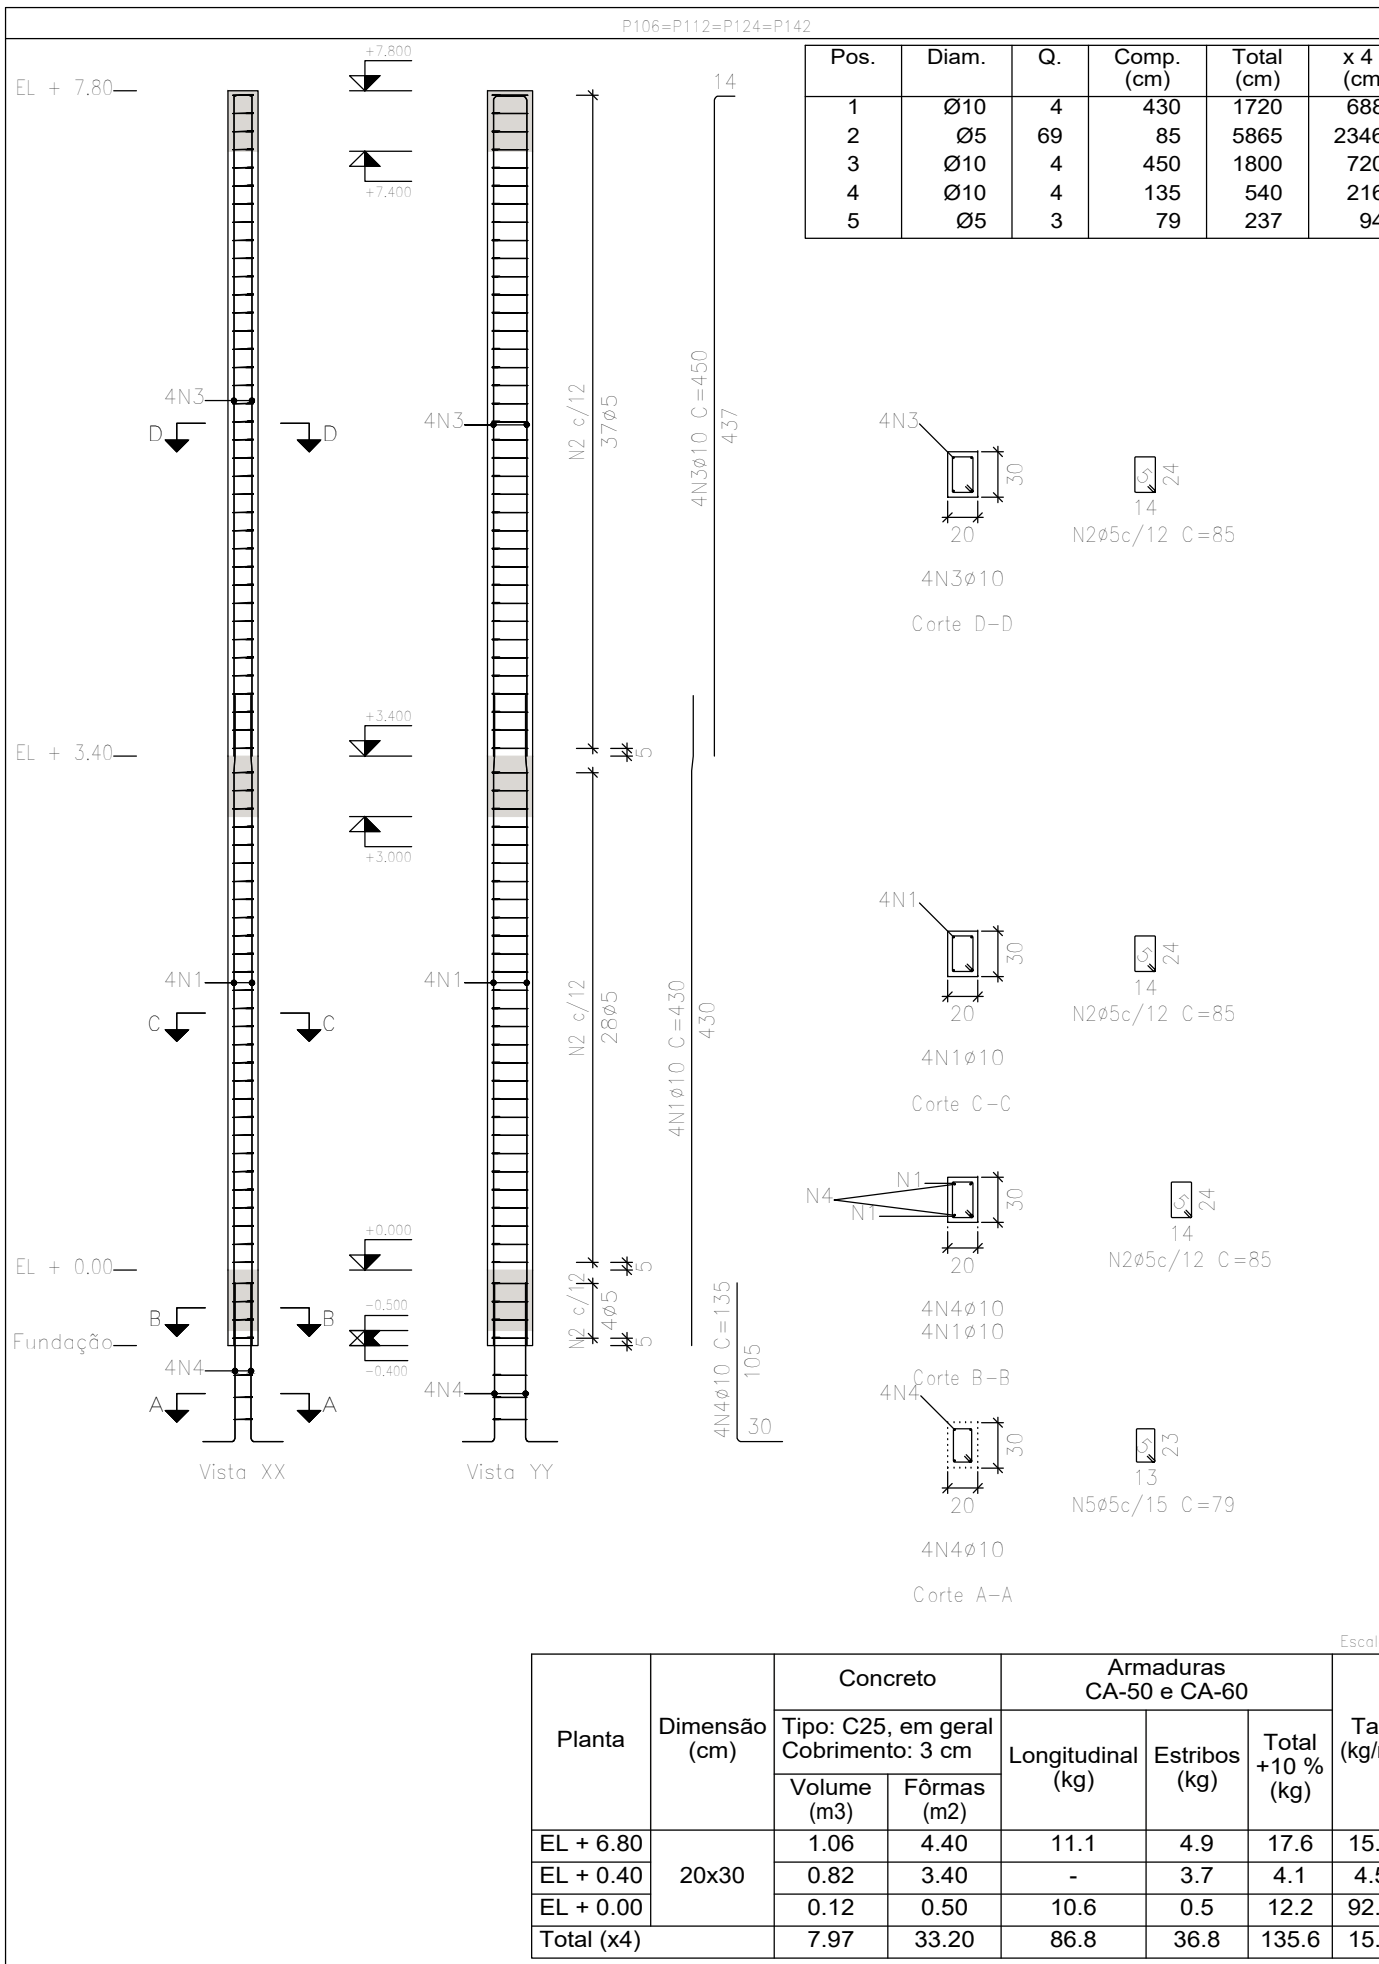 P106=P112=P124=P142
Pos. Diam. Q. Comp. (cm) Total (cm) x 4
1 Ø10 4 430 1720
2 Ø5 69 85 5865
3 Ø10 4 450 1800
4 Ø10 4 135 540
5 Ø5 3 79 237
EL + 7.80
+7.800
+7.400
14
4N3
D D
4N3
N2 c/12
37ø5
4N3ø10 C=450
437
4N3
30
20
4N3ø10
Corte D-D
5
24
14
N2ø5c/12 C=85
EL + 3.40
+3.400
+3.000
5
4N1
C C
4N1
N2 c/12
28ø5
4N1ø10 C=430
430
4N1
30
20
4N1ø10
Corte C-C
5
24
14
N2ø5c/12 C=85
EL + 0.00
+0.000
5
N4
N1
N1
30
20
4N4ø10
4N1ø10
Corte B-B
5
24
14
N2ø5c/12 C=85
B B
-0.500
-0.400
N2 c/12
4ø5
5
Fundação
4N4
A A
4N4
4N4ø10 C=135
105
30
Vista XX
Vista YY
4N4
30
20
4N4ø10
Corte A-A
5
23
13
N5ø5c/15 C=79
Planta
Dimensão
(cm)
Concreto
Tipo: C25, em geral
Cobrimento: 3 cm
Volume
(m3)
Fôrmas
(m2)
Armaduras
CA-50 e CA-60
Longitudinal
(kg)
Estribos
(kg)
Total
+10 %
(kg)
EL + 6.80 1.06 4.40 11.1 4.9 17.6
EL + 0.40 20x30 0.82 3.40 - 3.7 4.1
EL + 0.00 0.12 0.50 10.6 0.5 12.2
Total (x4) 7.97 33.20 86.8 36.8 135.6